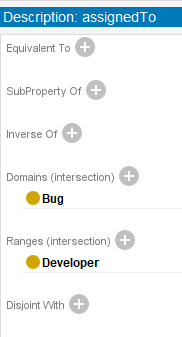 Description: assignedTo
Equivalent To
SubProperty Of
Inverse Of
Domains (intersection)
Bug
Ranges (intersection)
Developer
Disjoint With